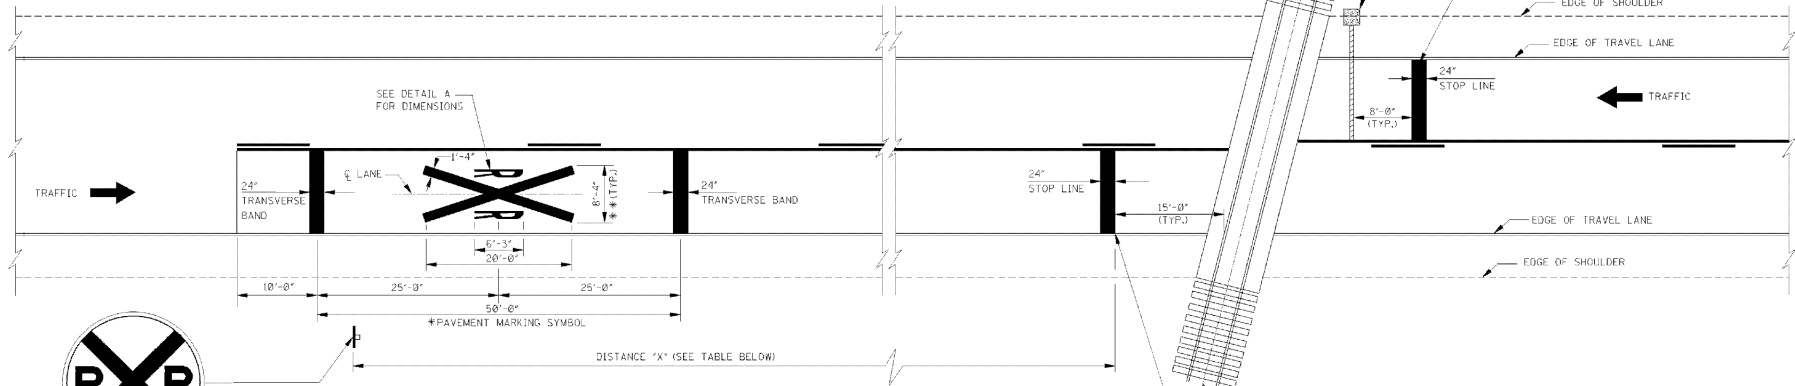 EDGE OF SHOULDER
EDGE OF TRAVEL LANE
24"
STOP LINE
TRAFFIC
8'-0"
(TYP.)
SEE DETAIL A
FOR DIMENSIONS
1'-4"
℄ LANE
R
R
8'-4"
**(TYP.)
TRAFFIC
24"
TRANSVERSE
BAND
24"
TRANSVERSE BAND
24"
STOP LINE
15'-0"
(TYP.)
EDGE OF TRAVEL LANE
EDGE OF SHOULDER
6'-3"
20'-0"
10'-0"
25'-0"
25'-0"
50'-0"
*PAVEMENT MARKING SYMBOL
DISTANCE "X" (SEE TABLE BELOW)
R R